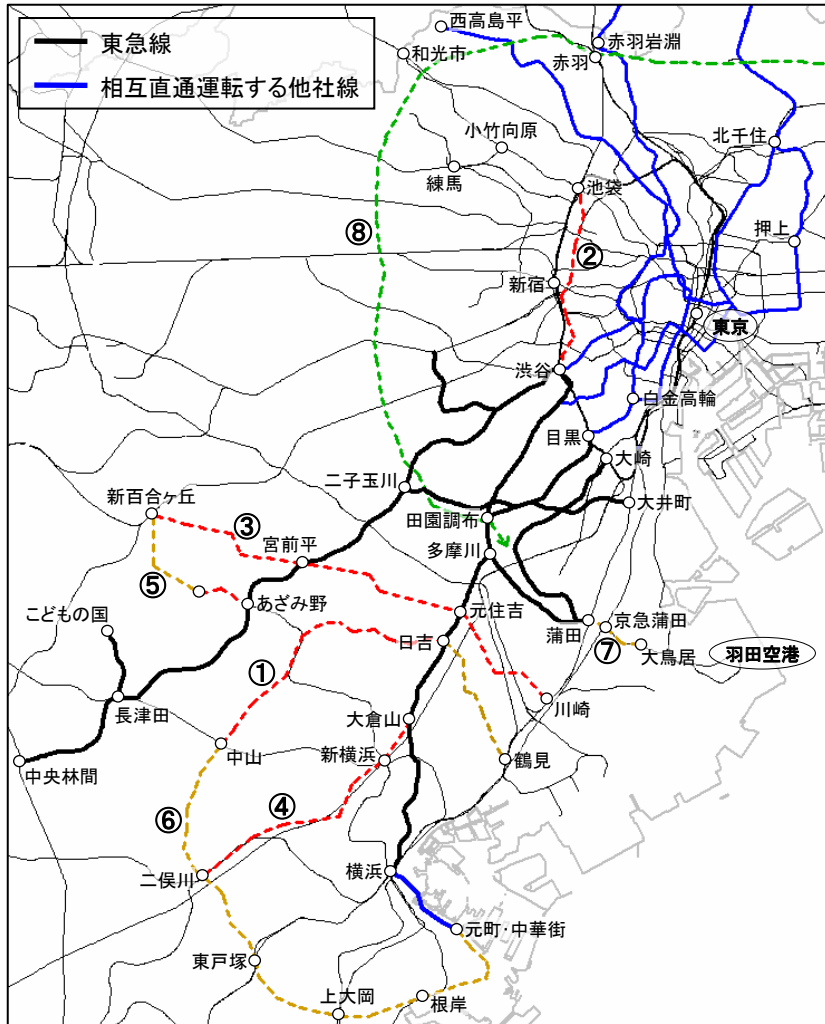 東急線
相互直通運転する他社線
西高島平
赤羽岩淵
和光市
赤羽
小竹向原
北千住
練馬
池袋
⑧
押上
②
新宿
東京
渋谷
白金高輪
目黒
大崎
二子玉川
新百合ヶ丘
大井町
③
田園調布
宮前平
多摩川
⑤
あざみ野
元住吉
こどもの国
蒲田
京急蒲田
日吉
⑦
大鳥居
羽田空港
①
長津田
大倉山
川崎
中山
新横浜
中央林間
鶴見
④
⑥
二俣川
横浜
元町・中華街
東戸塚
上大岡
根岸